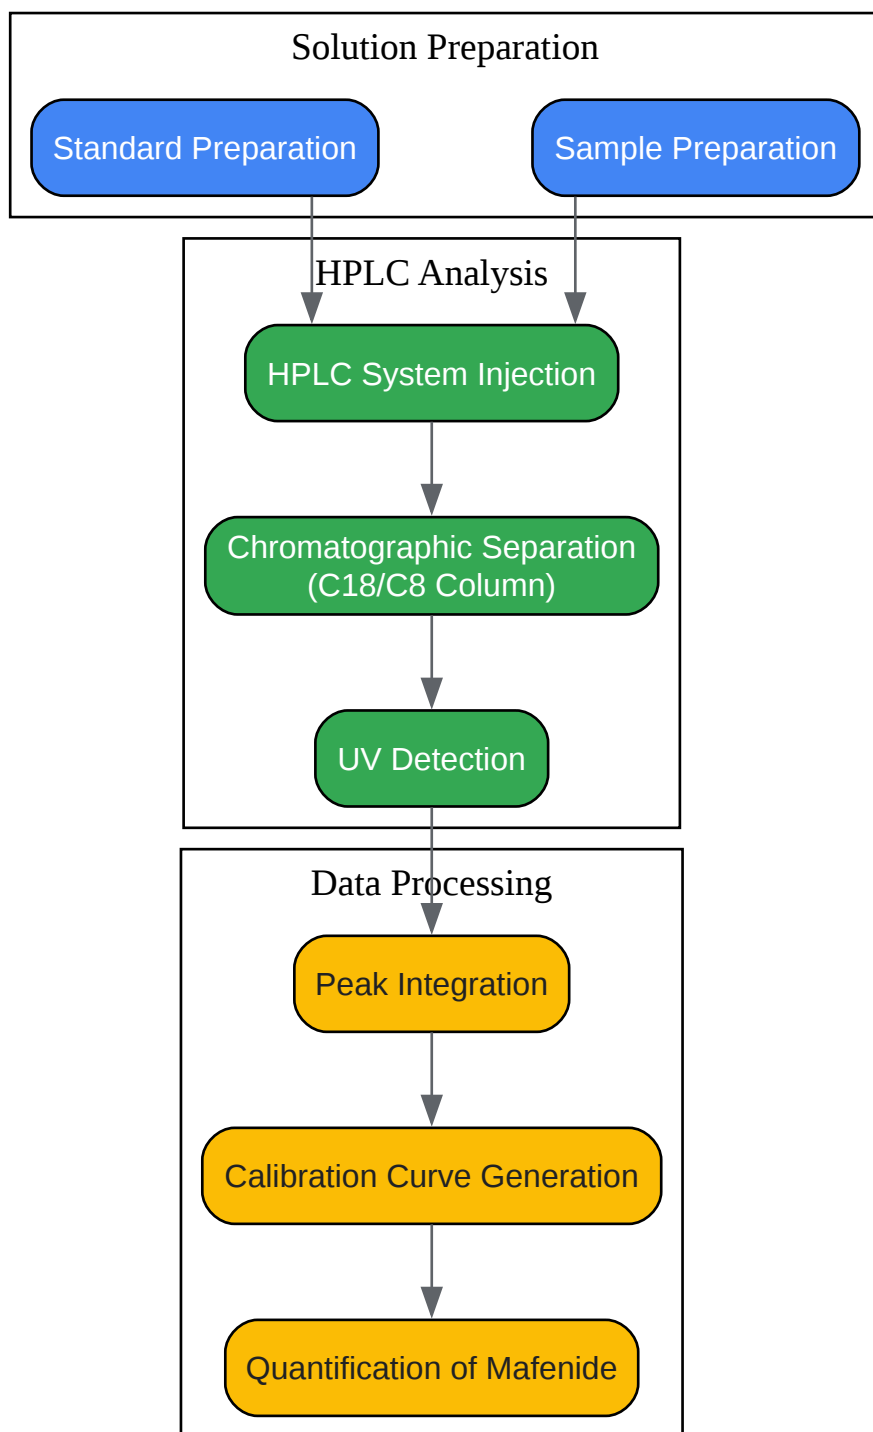 Solution Preparation
Standard Preparation
Sample Preparation
HPLC Analysis
HPLC System Injection
Chromatographic Separation
(C18/C8 Column)
UV Detection
Data Processing
Peak Integration
Calibration Curve Generation
Quantification of Mafenide